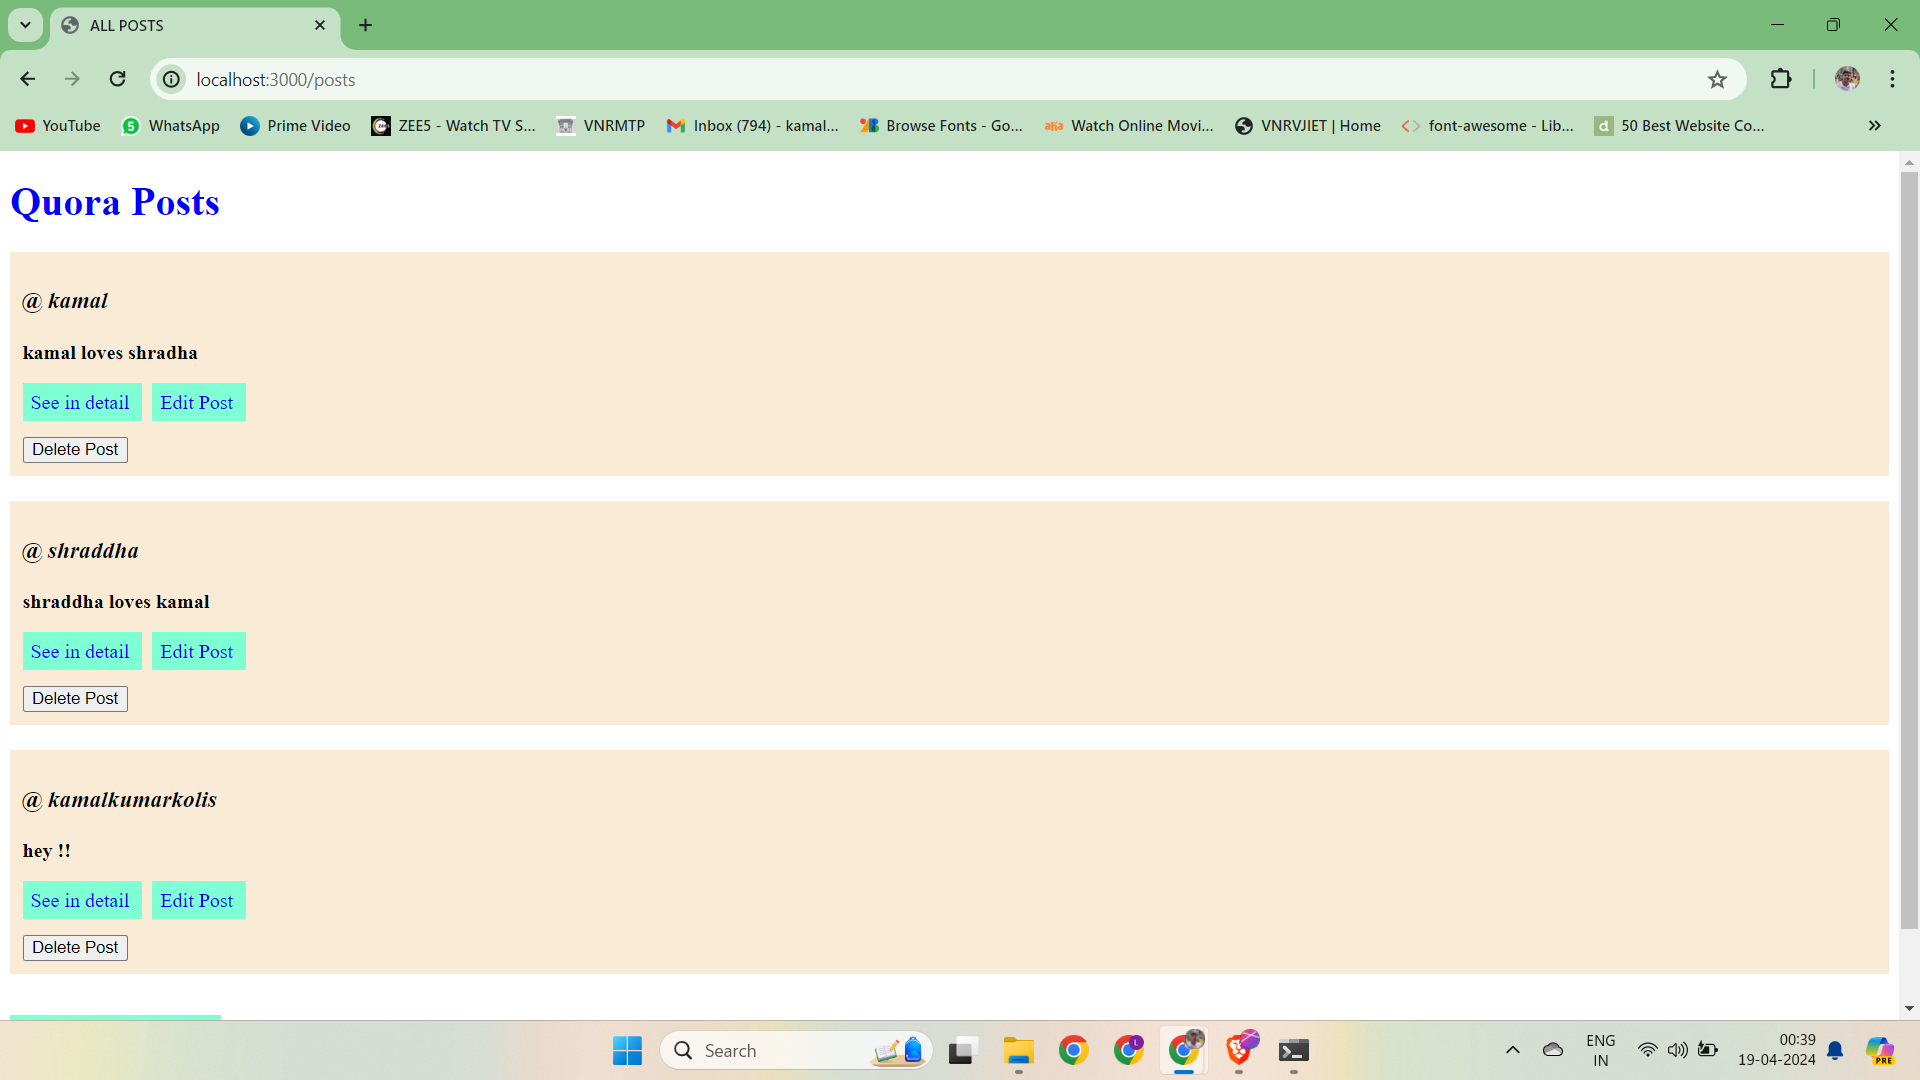 ALL POSTS
localhost:3000/posts
YouTube
5
WhatsApp
Prime Video
ZEE5 - Watch TV S...
VNRMTP
Inbox (794) - kamal...
Browse Fonts - Go...
aha
Watch Online Movi...
VNRVJIET | Home
font-awesome - Lib...
d
50 Best Website Co...
Quora Posts
@ kamal
kamal loves shradha
See in detail
Edit Post
Delete Post
@ shraddha
shraddha loves kamal
See in detail
Edit Post
Delete Post
@ kamalkumarkolis
hey !!
See in detail
Edit Post
Delete Post
Search
L
ENG
IN
00:39
19-04-2024
PRE